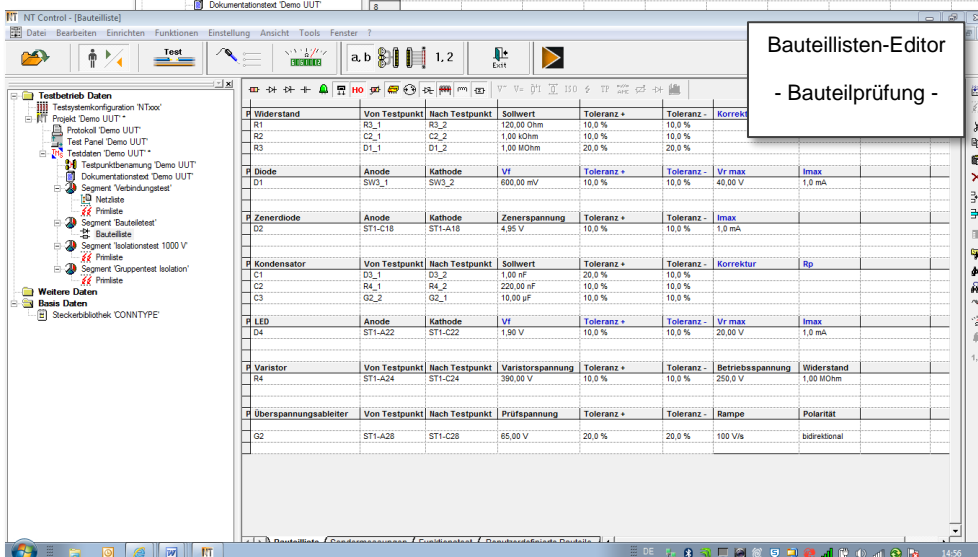 Dokumentationstext 'Demo UUT'
8
NT Control - [Bauteilliste]
Datei Bearbeiten Einrichten Funktionen Einstellung Ansicht Tools Fenster ?
Test
a, b
1, 2
Exit
Bauteillisten-Editor
- Bauteilprüfung -
Testbetrieb Daten
Testsystemkonfiguration 'NTxxx'
Projekt 'Demo UUT' *
Protokoll 'Demo UUT'
Test Panel 'Demo UUT'
Testdaten 'Demo UUT' *
Testpunktbenamung 'Demo UUT'
Dokumentationstext 'Demo UUT'
Segment 'Verbindungstest'
Netzliste
Primliste
Segment 'Bauteiletest'
Bauteilliste
Segment 'Isolationstest 1000 V'
Primliste
Segment 'Gruppentest Isolation'
Primliste
Weitere Daten
Basis Daten
Steckerbibliothek 'CONNTYPE'
P Widerstand Von Testpunkt Nach Testpunkt Sollwert Toleranz + Toleranz - Korrekt
R1 R3_1 R3_2 120,00 Ohm 10,0 % 10,0 %
R2 C2_1 C2_2 1,00 kOhm 10,0 % 10,0 %
R3 D1_1 D1_2 1,00 MOhm 20,0 % 20,0 %
P Diode Anode Kathode Vf Toleranz + Toleranz - Vr max Imax
D1 SW3_1 SW3_2 600,00 mV 10,0 % 10,0 % 40,00 V 1,0 mA
P Zenerdiode Anode Kathode Zenerspannung Toleranz + Toleranz - Imax
D2 ST1-C18 ST1-A18 4,95 V 10,0 % 10,0 % 1,0 mA
P Kondensator Von Testpunkt Nach Testpunkt Sollwert Toleranz + Toleranz - Korrektur Rp
C1 D3_1 D3_2 1,00 nF 20,0 % 10,0 %
C2 R4_1 R4_2 220,00 nF 10,0 % 10,0 %
C3 G2_2 G2_1 10,00 µF 10,0 % 10,0 %
P LED Anode Kathode Vf Toleranz + Toleranz - Vr max Imax
D4 ST1-A22 ST1-C22 1,90 V 10,0 % 10,0 % 20,00 V 1,0 mA
P Varistor Von Testpunkt Nach Testpunkt Varistorspannung Toleranz + Toleranz - Betriebsspannung Widerstand
R4 ST1-A24 ST1-C24 390,00 V 10,0 % 10,0 % 250,0 V 1,00 MOhm
P Überspannungsableiter Von Testpunkt Nach Testpunkt Prüfspannung Toleranz + Toleranz - Rampe Polarität
G2 ST1-A28 ST1-C28 65,00 V 20,0 % 20,0 % 100 V/s bidirektional
Bauteilliste Sondermessungen Funktionstest Benutzerdefinierte Bauteile
DE 14:56